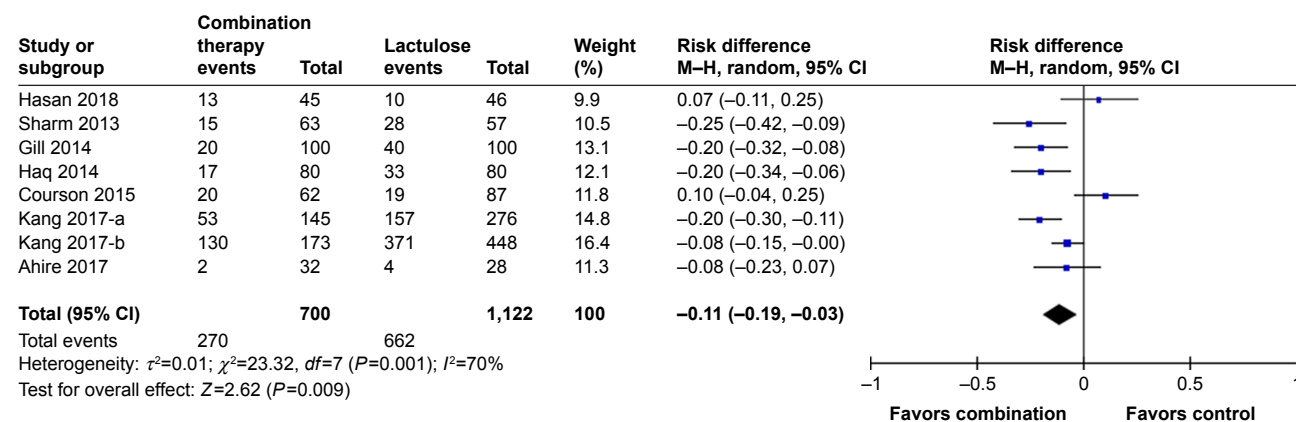 Combination
Study or therapy Lactulose Weight Risk difference Risk difference
subgroup events Total events Total (%) M–H, random, 95% CI M–H, random, 95% CI
Hasan 2018 13 45 10 46 9.9 0.07 (–0.11, 0.25)
Sharm 2013 15 63 28 57 10.5 –0.25 (–0.42, –0.09)
Gill 2014 20 100 40 100 13.1 –0.20 (–0.32, –0.08)
Haq 2014 17 80 33 80 12.1 –0.20 (–0.34, –0.06)
Courson 2015 20 62 19 87 11.8 0.10 (–0.04, 0.25)
Kang 2017-a 53 145 157 276 14.8 –0.20 (–0.30, –0.11)
Kang 2017-b 130 173 371 448 16.4 –0.08 (–0.15, –0.00)
Ahire 2017 2 32 4 28 11.3 –0.08 (–0.23, 0.07)
Total (95% CI) 700 1,122 100 –0.11 (–0.19, –0.03)
Total events 270 662
Heterogeneity: τ²=0.01; χ²=23.32, df=7 (P=0.001); I²=70%
Test for overall effect: Z=2.62 (P=0.009)
–1 –0.5 0 0.5 1
Favors combination Favors control